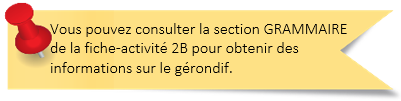 Vous pouvez consulter la section GRAMMAIRE
de la fiche-activité 2B pour obtenir des
informations sur le gérondif.